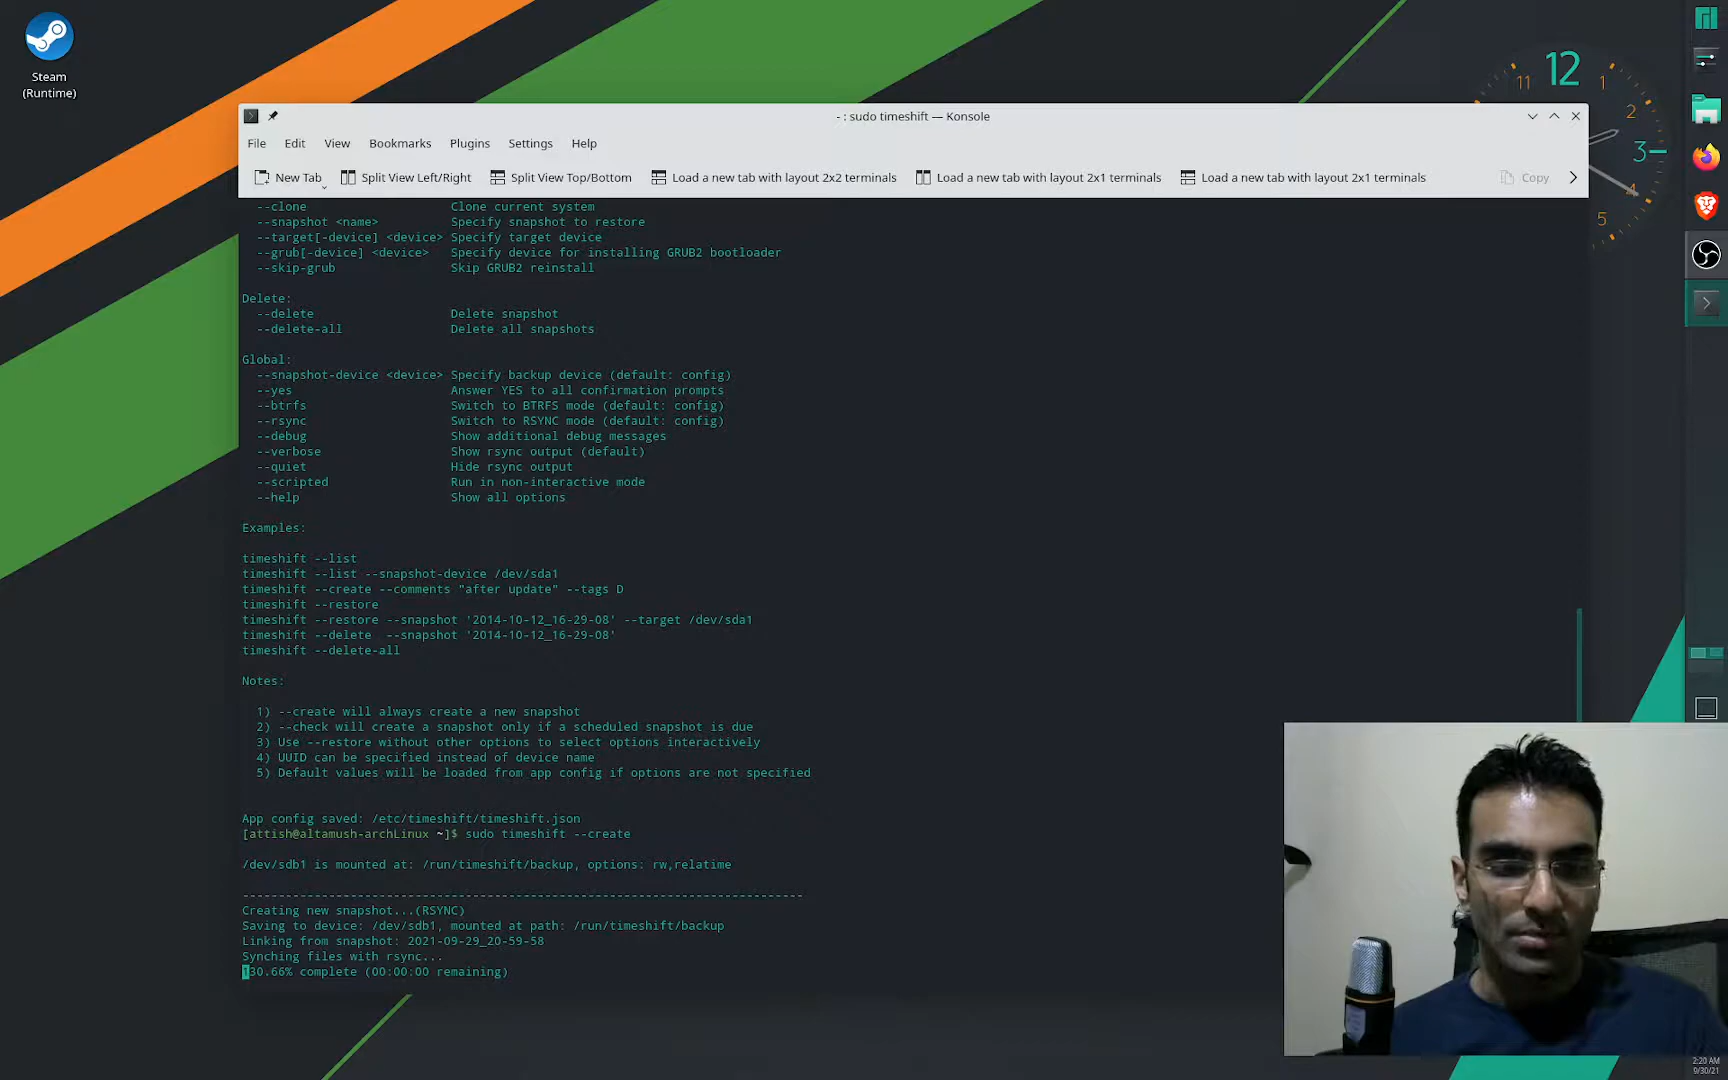 Steam
(Runtime)
12
11
1
2
3
4
5
- : sudo timeshift — Konsole
File Edit View Bookmarks Plugins Settings Help
New Tab Split View Left/Right Split View Top/Bottom Load a new tab with layout 2x2 terminals Load a new tab with layout 2x1 terminals Load a new tab with layout 2x1 terminals Copy
--clone Clone current system
--snapshot <name> Specify snapshot to restore
--target[-device] <device> Specify target device
--grub[-device] <device> Specify device for installing GRUB2 bootloader
--skip-grub Skip GRUB2 reinstall
Delete:
--delete Delete snapshot
--delete-all Delete all snapshots
Global:
--snapshot-device <device> Specify backup device (default: config)
--yes Answer YES to all confirmation prompts
--btrfs Switch to BTRFS mode (default: config)
--rsync Switch to RSYNC mode (default: config)
--debug Show additional debug messages
--verbose Show rsync output (default)
--quiet Hide rsync output
--scripted Run in non-interactive mode
--help Show all options
Examples:
timeshift --list
timeshift --list --snapshot-device /dev/sda1
timeshift --create --comments "after update" --tags D
timeshift --restore
timeshift --restore --snapshot '2014-10-12_16-29-08' --target /dev/sda1
timeshift --delete --snapshot '2014-10-12_16-29-08'
timeshift --delete-all
Notes:
1) --create will always create a new snapshot
2) --check will create a snapshot only if a scheduled snapshot is due
3) Use --restore without other options to select options interactively
4) UUID can be specified instead of device name
5) Default values will be loaded from app config if options are not specified
App config saved: /etc/timeshift/timeshift.json
[attish@altamush-archLinux ~]$ sudo timeshift --create
/dev/sdb1 is mounted at: /run/timeshift/backup, options: rw,relatime
------------------------------------------------------------------------------
Creating new snapshot...(RSYNC)
Saving to device: /dev/sdb1, mounted at path: /run/timeshift/backup
Linking from snapshot: 2021-09-29_20-59-58
Synching files with rsync...
130.66% complete (00:00:00 remaining)
2:20 AM
9/30/21